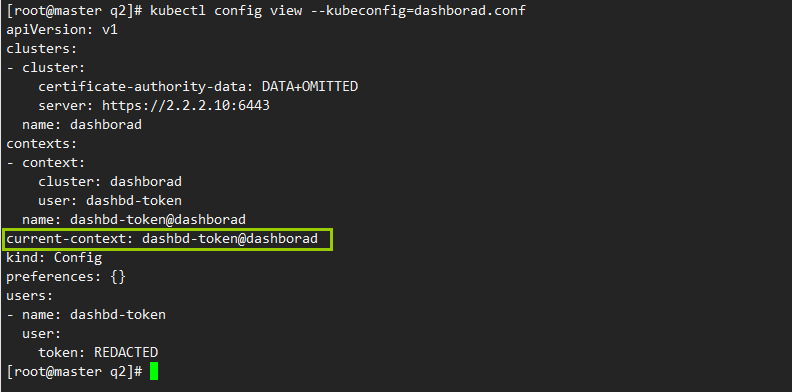 [root@master q2]# kubectl config view --kubeconfig=dashborad.conf
apiVersion: v1
clusters:
- cluster:
    certificate-authority-data: DATA+OMITTED
    server: https://2.2.2.10:6443
  name: dashborad
contexts:
- context:
    cluster: dashborad
    user: dashbd-token
  name: dashbd-token@dashborad
current-context: dashbd-token@dashborad
kind: Config
preferences: {}
users:
- name: dashbd-token
  user:
    token: REDACTED
[root@master q2]#